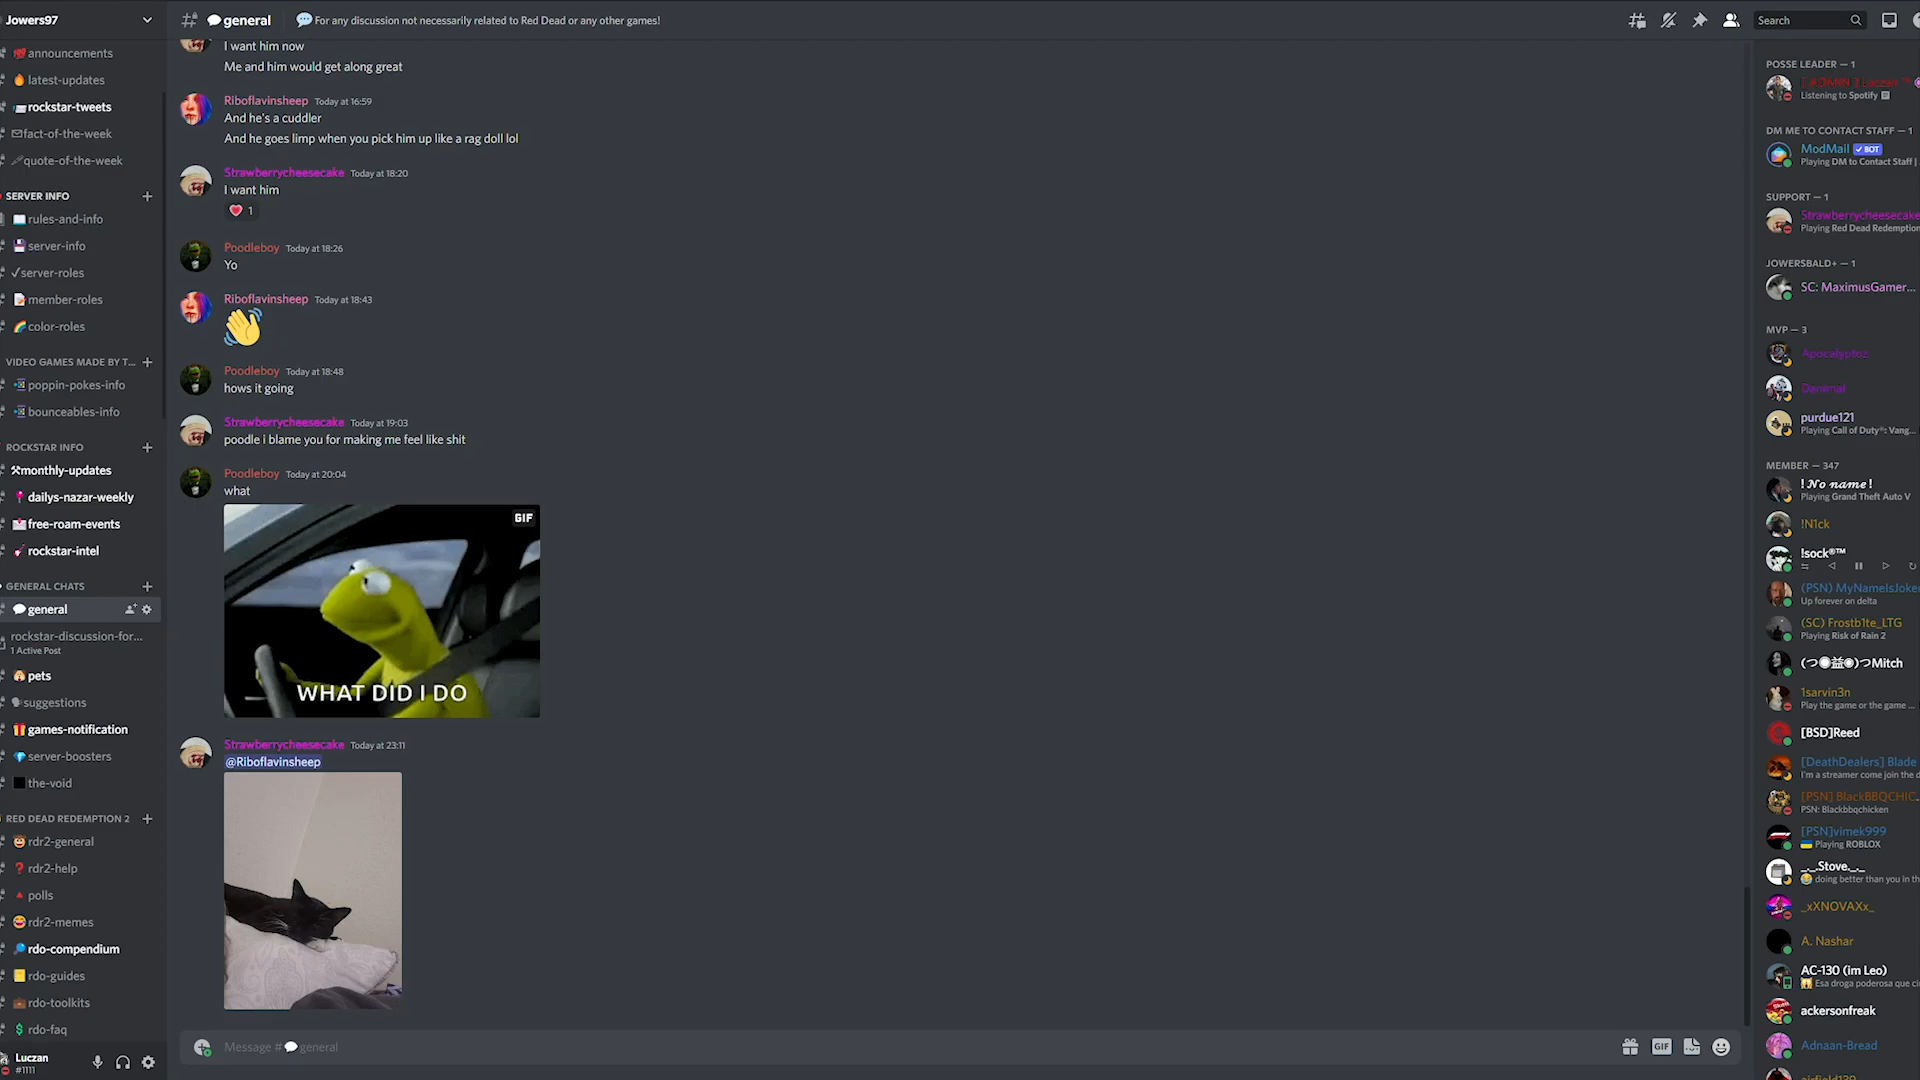 Jowers97
announcements
latest-updates
rockstar-tweets
fact-of-the-week
quote-of-the-week
SERVER INFO
rules-and-info
server-info
server-roles
member-roles
color-roles
VIDEO GAMES MADE BY T...
poppin-pokes-info
bounceables-info
ROCKSTAR INFO
monthly-updates
dailys-nazar-weekly
free-roam-events
rockstar-intel
GENERAL CHATS
general
rockstar-discussion-for...
1 Active Post
pets
suggestions
games-notification
server-boosters
the-void
RED DEAD REDEMPTION 2
rdr2-general
rdr2-help
polls
rdr2-memes
rdo-compendium
rdo-guides
rdo-toolkits
rdo-faq
Luczan
#1111
general
For any discussion not necessarily related to Red Dead or any other games!
Search
I want him now
Me and him would get along great
Riboflavinsheep Today at 16:59
And he's a cuddler
And he goes limp when you pick him up like a rag doll lol
Strawberrycheesecake Today at 18:20
I want him
1
Poodleboy Today at 18:26
Yo
Riboflavinsheep Today at 18:43
Poodleboy Today at 18:48
hows it going
Strawberrycheesecake Today at 19:03
poodle i blame you for making me feel like shit
Poodleboy Today at 20:04
what
GIF
WHAT DID I DO
Strawberrycheesecake Today at 23:11
@Riboflavinsheep
Message # general
GIF
POSSE LEADER — 1
Listening to Spotify
DM ME TO CONTACT STAFF — 1
ModMail BOT
Playing DM to Contact Staff |
SUPPORT — 1
Strawberrycheesecake
Playing Red Dead Redemption
JOWERSBALD+ — 1
SC: MaximusGamer...
MVP — 3
Apocalyptoz
Danimal
purdue121
Playing Call of Duty®: Vang...
MEMBER — 347
! 𝓝𝓸 𝓷𝓪𝓶𝓮 !
Playing Grand Theft Auto V
!N1ck
!sock®™
(PSN) MyNameIsJoke
Up forever on delta
(SC) Frostb1te_LTG
Playing Risk of Rain 2
(つ◉益◉)つMitch
1sarvin3n
Play the game or the game ...
[BSD]Reed
[DeathDealers] Blade
I'm a streamer come join the d
[PSN] BlackBBQCHIC...
PSN: Blackbbqchicken
[PSN]vimek999
Playing ROBLOX
_._.Stove._._
doing better than you in th
_xXNOVAXx_
A. Nashar
AC-130 (im Leo)
Esa droga poderosa que ci
ackersonfreak
Adnaan-Bread